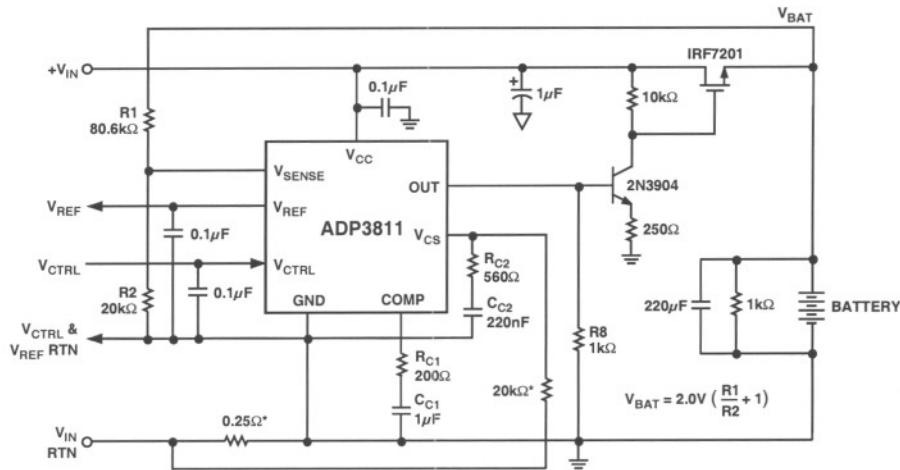 V_BAT
IRF7201
+V_IN
0.1µF
+
1µF
10kΩ
R1
80.6kΩ
V_CC
V_SENSE
OUT
2N3904
V_REF
V_REF
ADP3811
V_CS
250Ω
0.1µF
V_CTRL
V_CTRL
R_C2
560Ω
R2
20kΩ
0.1µF
GND
COMP
C_C2
220nF
220µF
1kΩ
BATTERY
V_CTRL &
V_REF RTN
R8
1kΩ
R_C1
200Ω
20kΩ*
C_C1
1µF
V_BAT = 2.0V (R1/R2 + 1)
V_IN
RTN
0.25Ω*